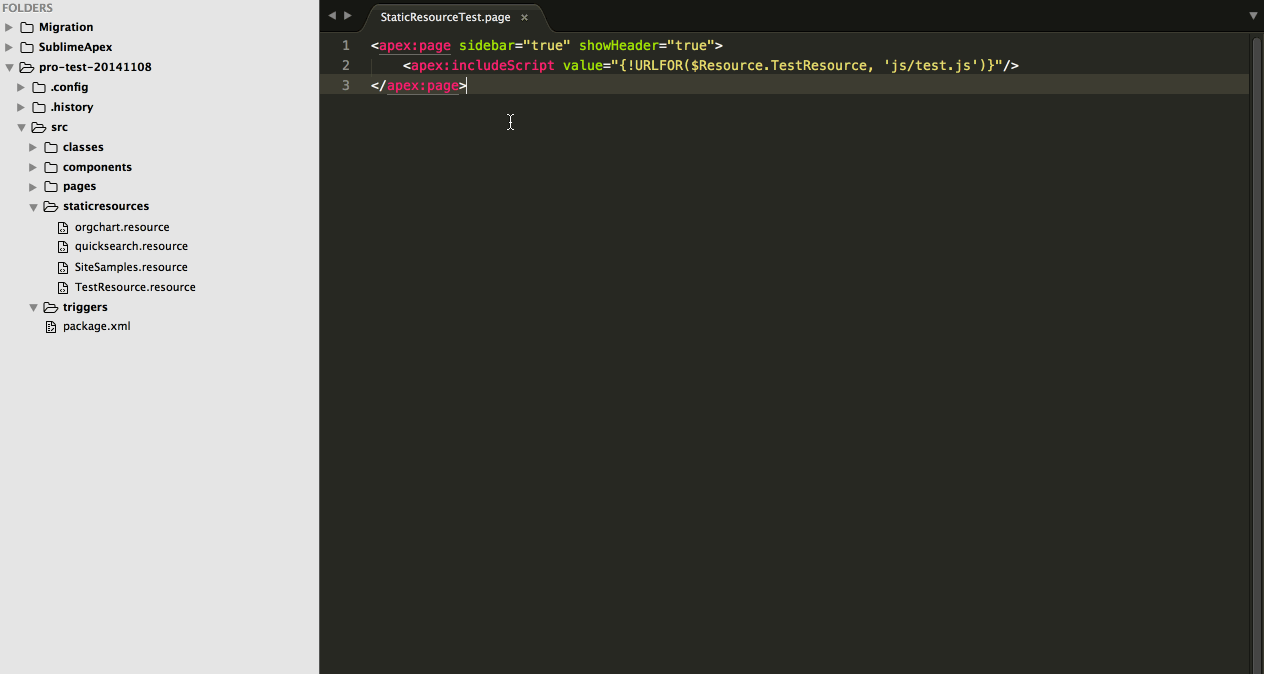 FOLDERS
Migration
SublimeApex
pro-test-20141108
.config
.history
src
classes
components
pages
staticresources
orgchart.resource
quicksearch.resource
SiteSamples.resource
TestResource.resource
triggers
package.xml
StaticResourceTest.page ×
1 <apex:page sidebar="true" showHeader="true">
2     <apex:includeScript value="{!URLFOR($Resource.TestResource, 'js/test.js')}"/>
3 </apex:page>